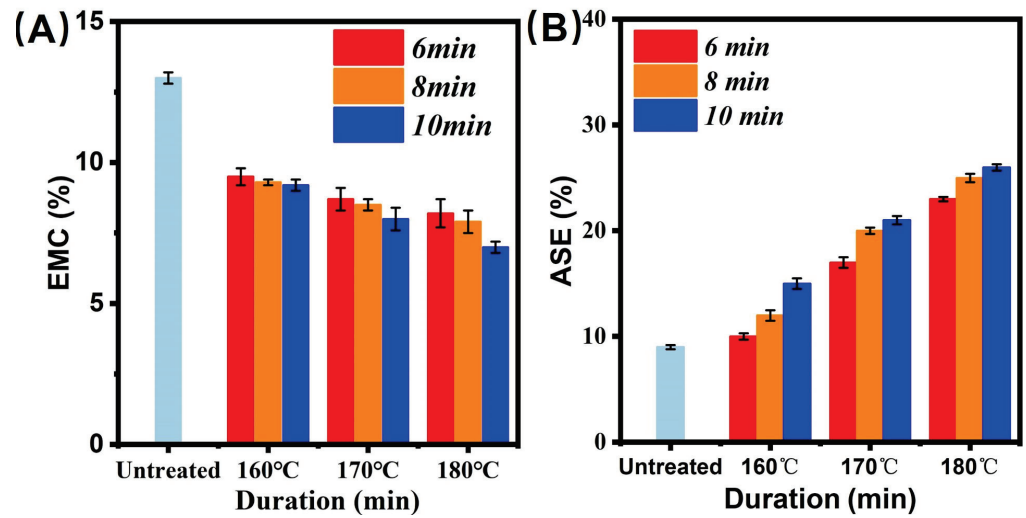 (A)
15
10
5
0
EMC (%)
6min
8min
10min
Untreated 160°C 170°C 180°C
Duration (min)
(B)
40
30
20
10
0
ASE (%)
6 min
8 min
10 min
Untreated 160℃ 170℃ 180℃
Duration (min)